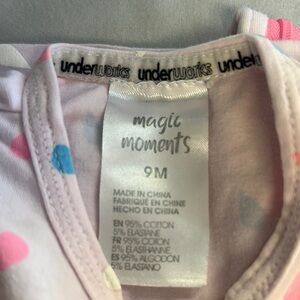 underworks underworks under
magic
moments
9M
MADE IN CHINA
FABRIQUE EN CHINE
HECHO EN CHINA
EN 95% COTTON
5% ELASTANE
FR 95% COTON
5% ELASTHANNE
ES 95% ALGODON
5% ELASTANO